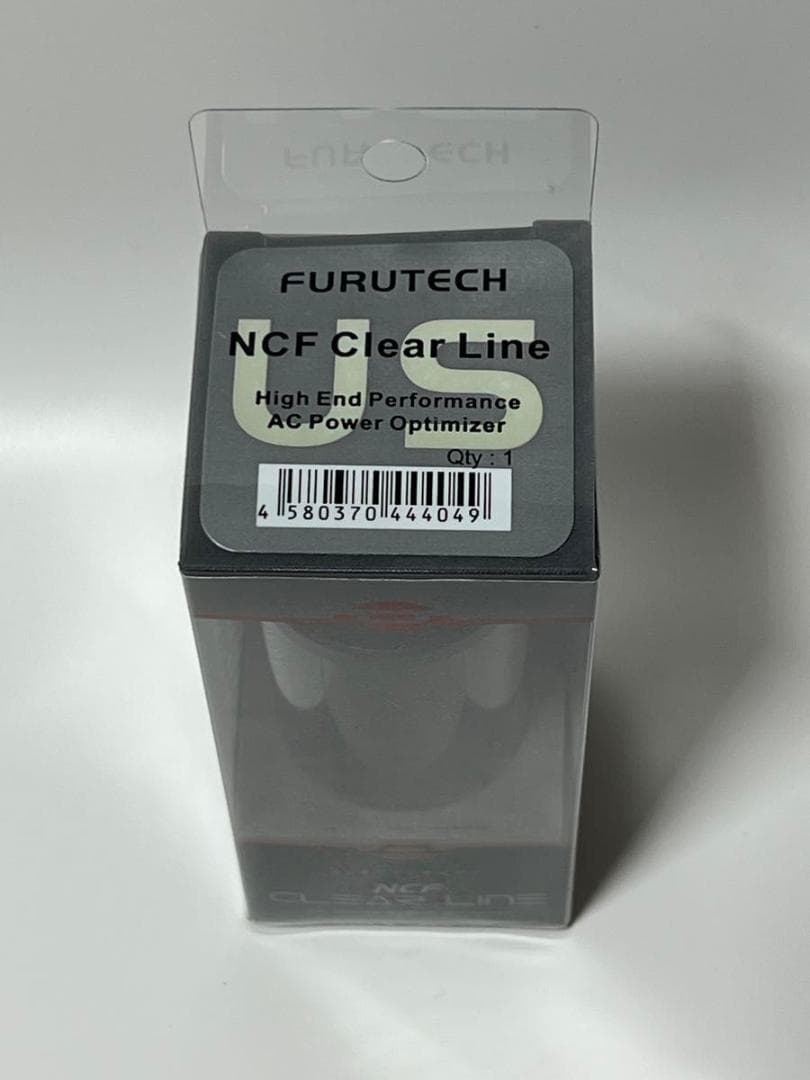 FURUTECH
FURUTECH
US
NCF Clear Line
High End Performance
AC Power Optimizer
Qty : 1
4 580370 444049
NCF
CLEAR LINE